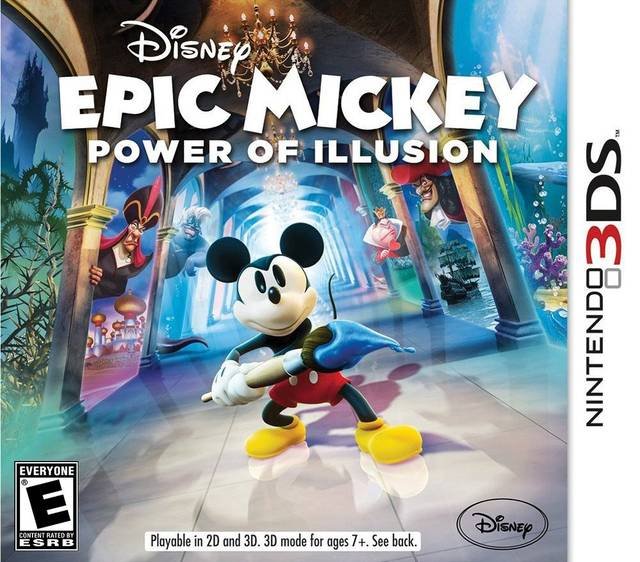 Disney
EPIC MICKEY
POWER OF ILLUSION
NINTENDO 3DS
TM
EVERYONE
E
®
CONTENT RATED BY
ESRB
Playable in 2D and 3D. 3D mode for ages 7+. See back.
Disney